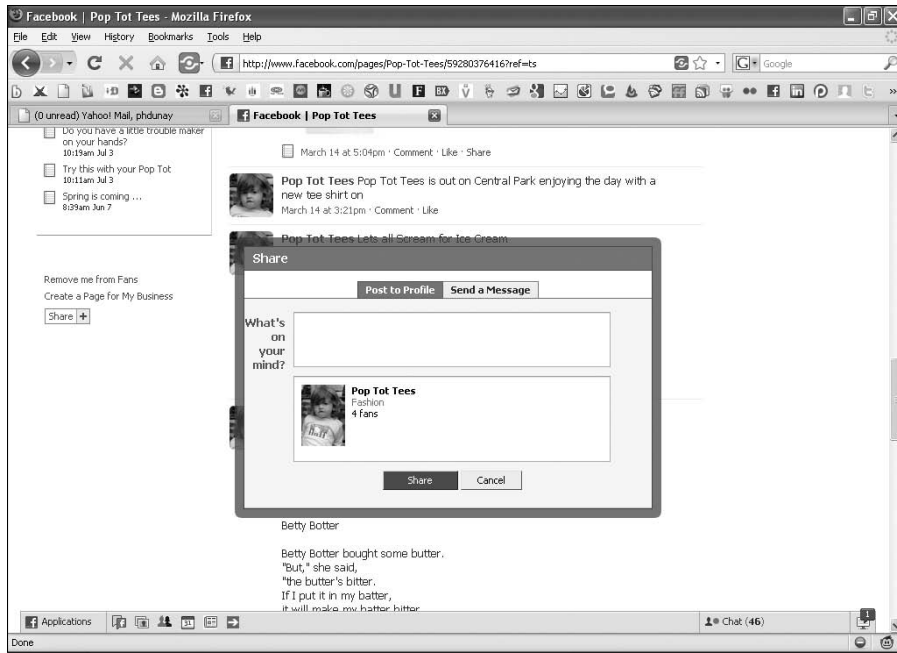 Facebook | Pop Tot Tees - Mozilla Firefox
File Edit View History Bookmarks Tools Help
http://www.facebook.com/pages/Pop-Tot-Tees/59280376416?ref=ts
Google
(0 unread) Yahoo! Mail, phdunay
Facebook | Pop Tot Tees
Do you have a little trouble maker
on your hands?
10:19am Jul 3
Try this with your Pop Tot
10:11am Jul 3
Spring is coming ...
8:39am Jun 7
Remove me from Fans
Create a Page for My Business
Share +
March 14 at 5:04pm · Comment · Like · Share
Pop Tot Tees Pop Tot Tees is out on Central Park enjoying the day with a
new tee shirt on
March 14 at 3:21pm · Comment · Like
Pop Tot Tees Lets all Scream for Ice Cream
Share
Post to Profile Send a Message
What's
on
your
mind?
Pop Tot Tees
Fashion
4 fans
Share Cancel
Betty Botter
Betty Botter bought some butter.
"But," she said,
"the butter's bitter.
If I put it in my batter,
it will make my batter bitter
Applications
Chat (46)
1
Done